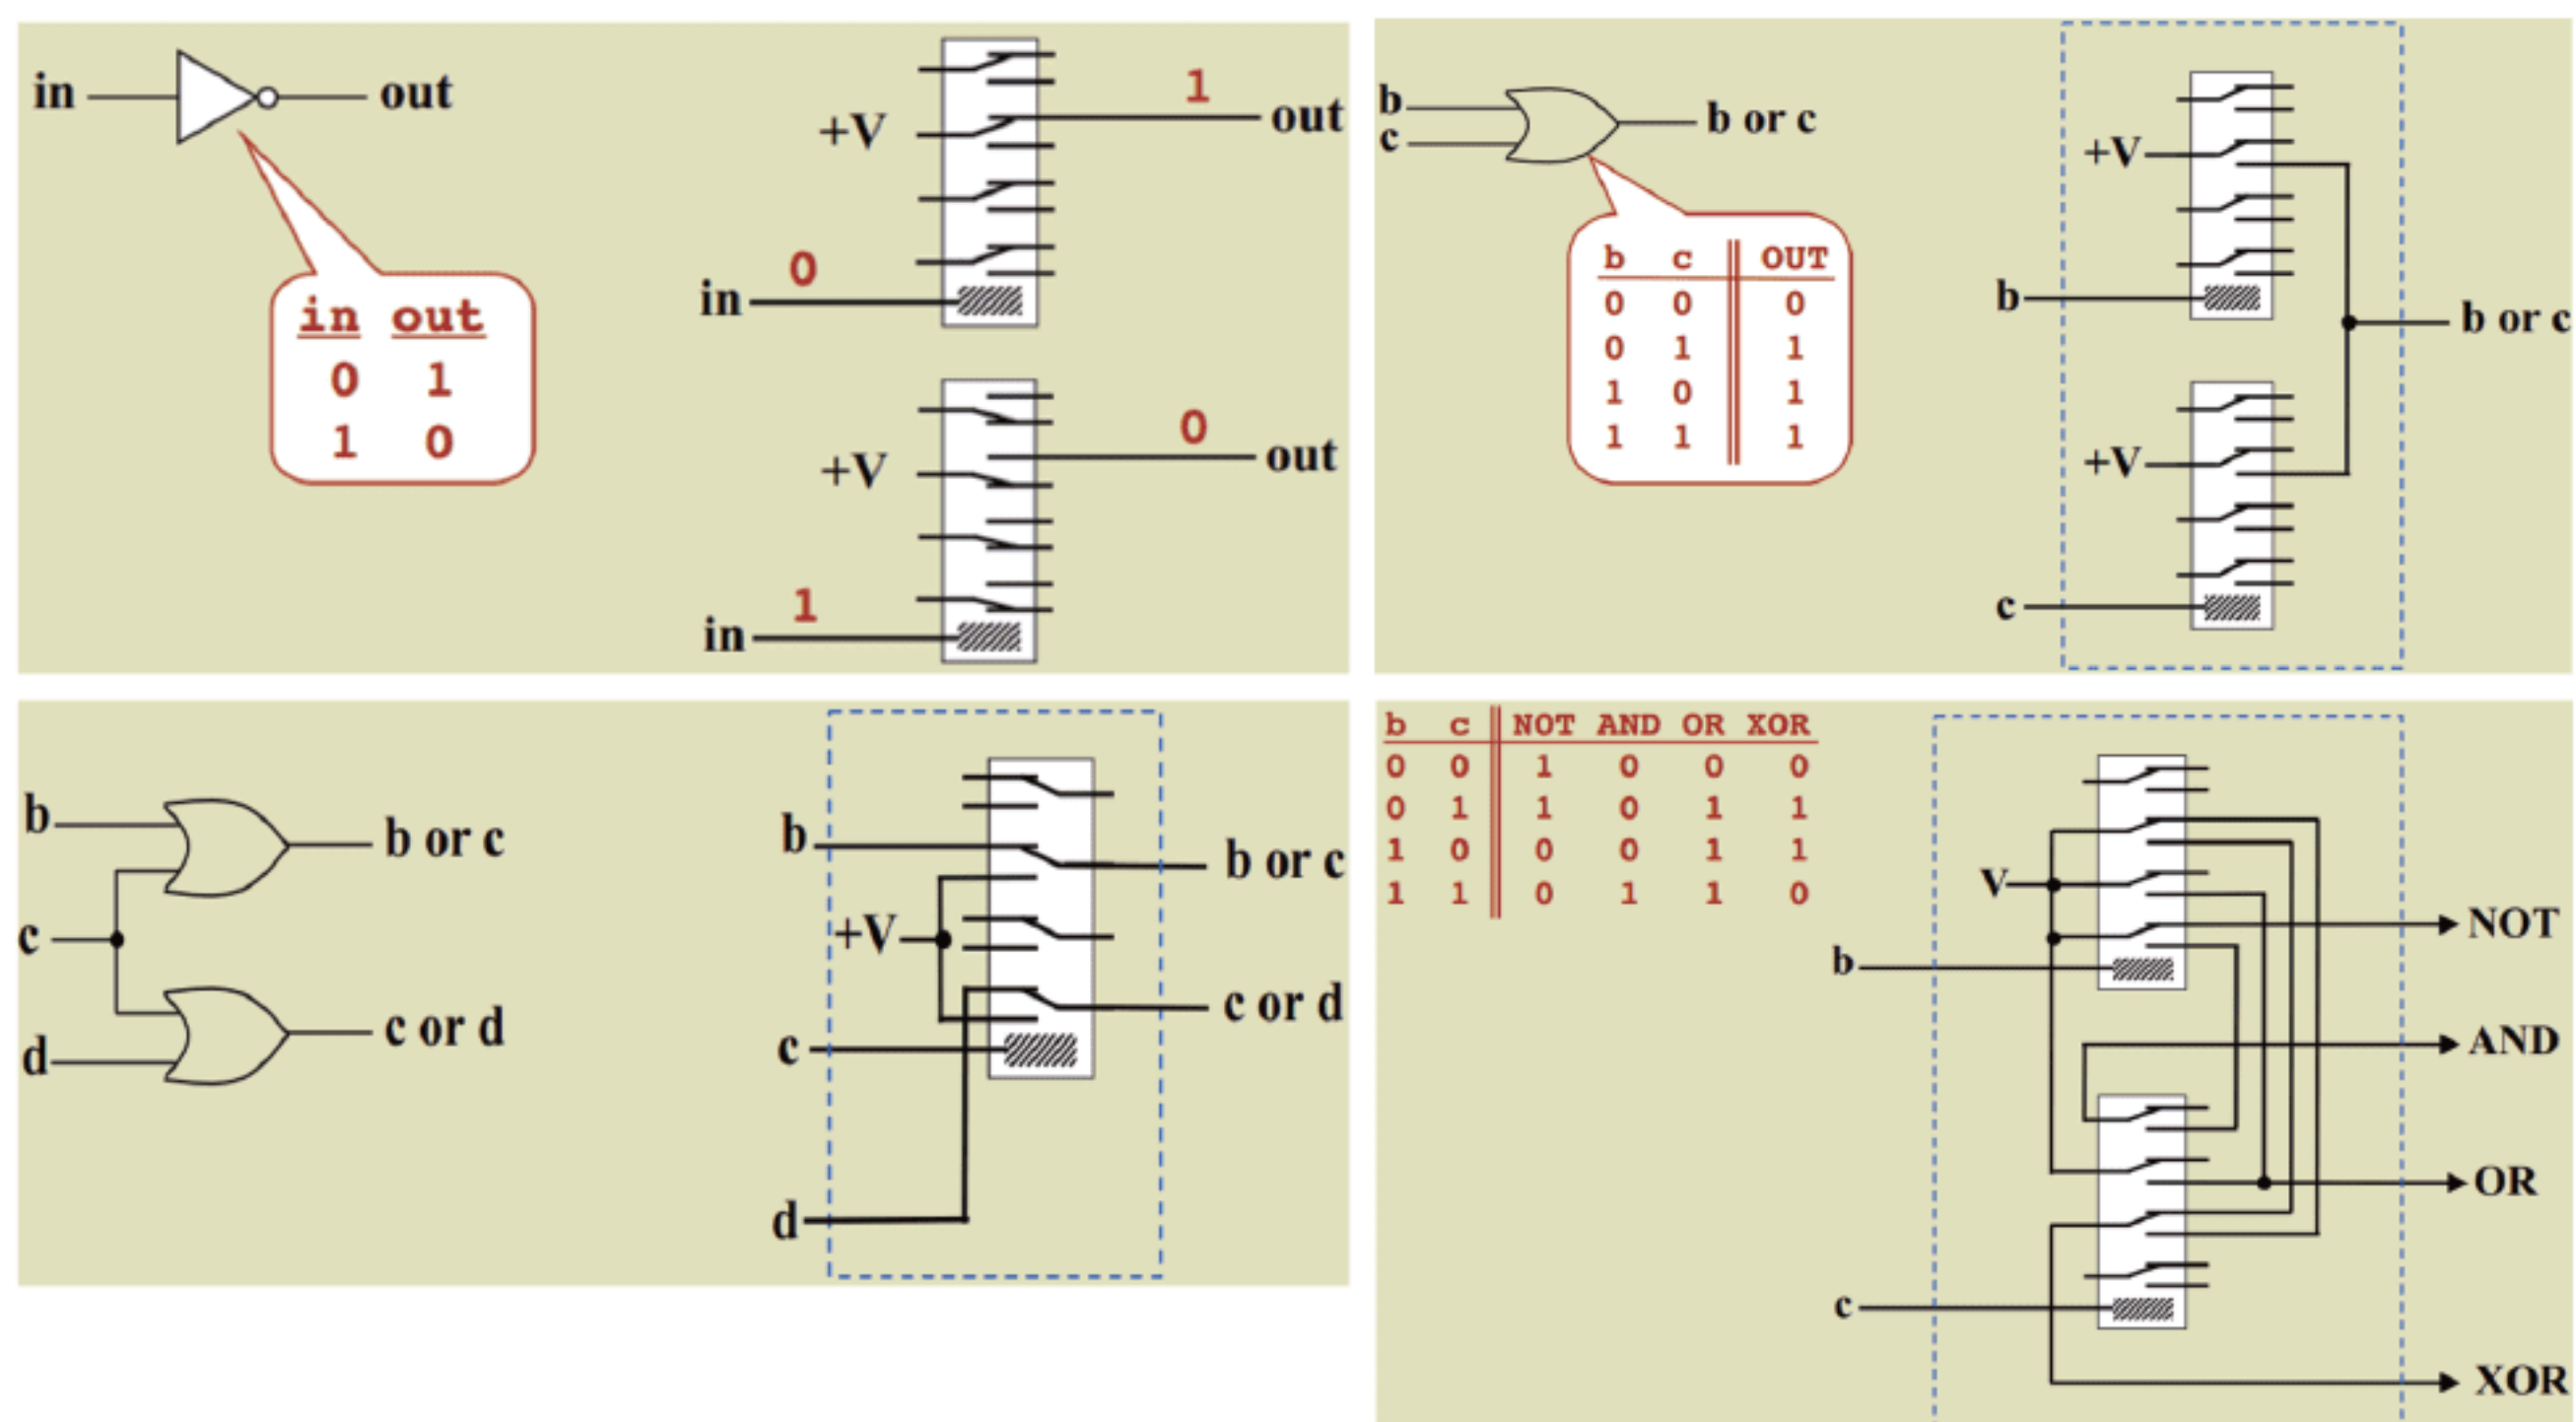 in
out
in out
0 1
1 0
1
+V
out
0
in
0
+V
out
1
in
b
c
b or c
b c OUT
0 0 0
0 1 1
1 0 1
1 1 1
+V
b
b or c
+V
c
b
b or c
c
c or d
d
b
b or c
+V
c or d
c
d
b c NOT AND OR XOR
0 0 1 0 0 0
0 1 1 0 1 1
1 0 0 0 1 1
1 1 0 1 1 0
V
NOT
b
AND
OR
c
XOR